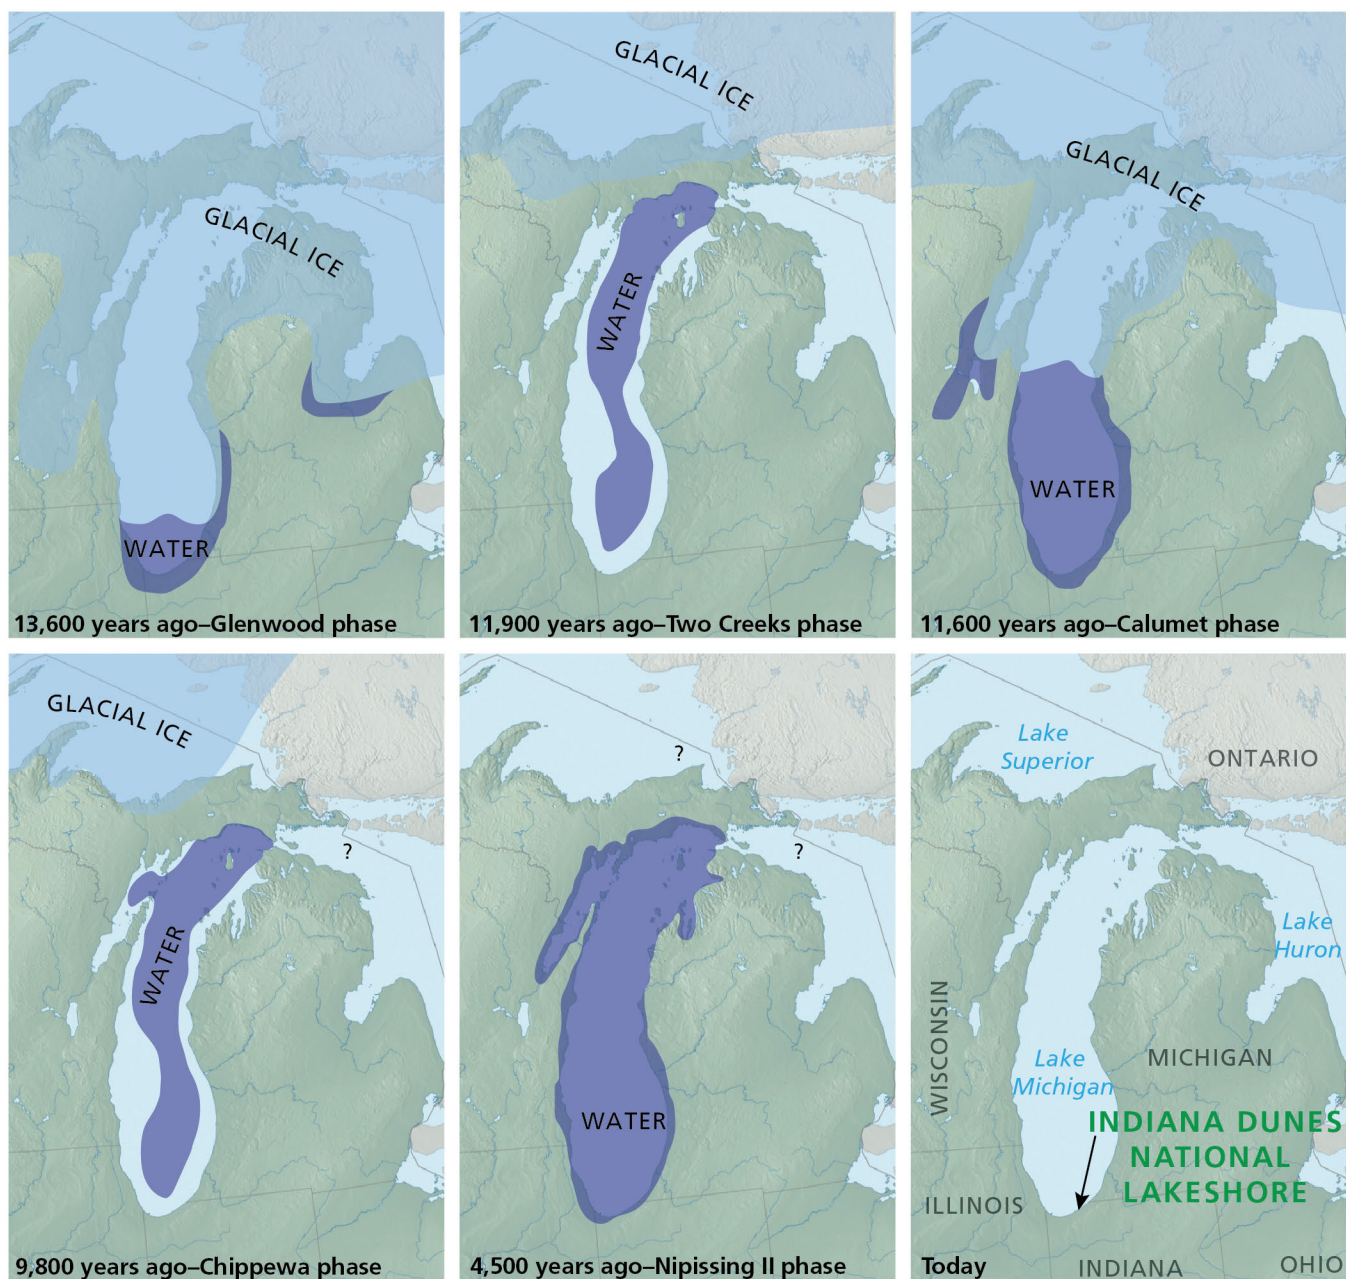 GLACIAL ICE
WATER
13,600 years ago–Glenwood phase
GLACIAL ICE
WATER
11,900 years ago–Two Creeks phase
GLACIAL ICE
WATER
11,600 years ago–Calumet phase
GLACIAL ICE
?
WATER
9,800 years ago–Chippewa phase
?
?
WATER
4,500 years ago–Nipissing II phase
Lake
Superior
ONTARIO
Lake
Huron
WISCONSIN
Lake
Michigan
MICHIGAN
INDIANA DUNES
NATIONAL
LAKESHORE
ILLINOIS
Today
INDIANA
OHIO